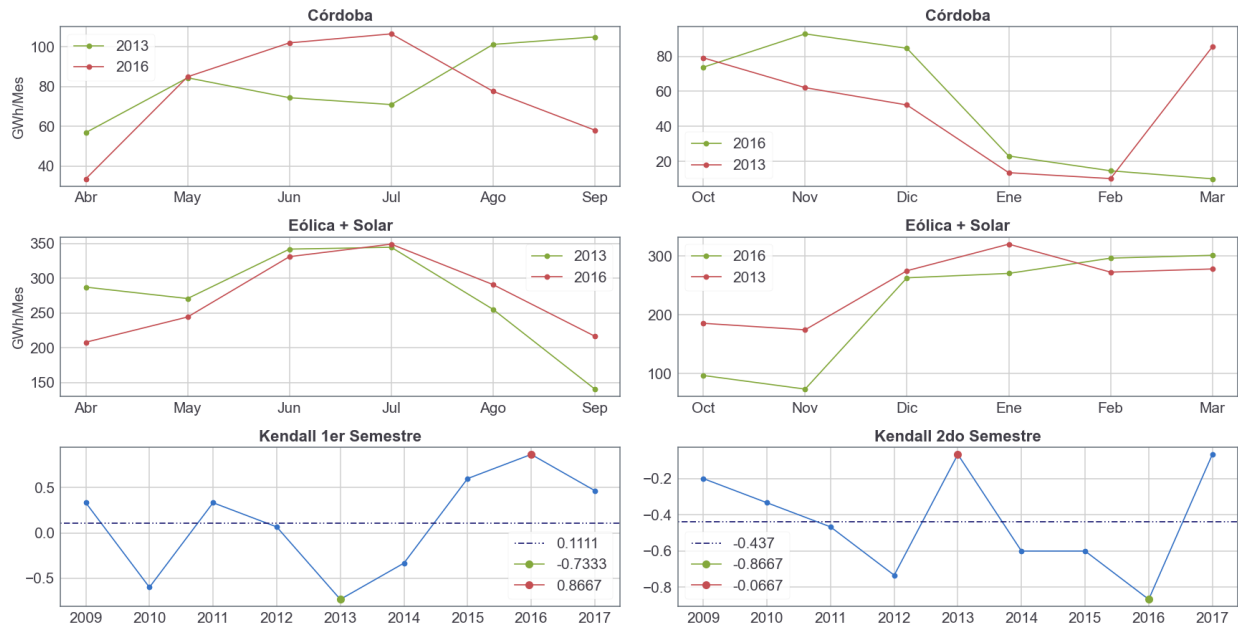 Córdoba
GWh/Mes
100
80
60
40
2013
2016
Abr May Jun Jul Ago Sep
Córdoba
80
60
40
20
2016
2013
Oct Nov Dic Ene Feb Mar
Eólica + Solar
GWh/Mes
350
300
250
200
150
2013
2016
Abr May Jun Jul Ago Sep
Eólica + Solar
300
200
100
2016
2013
Oct Nov Dic Ene Feb Mar
Kendall 1er Semestre
0.5
0.0
−0.5
0.1111
-0.7333
0.8667
2009 2010 2011 2012 2013 2014 2015 2016 2017
Kendall 2do Semestre
−0.2
−0.4
−0.6
−0.8
-0.437
-0.8667
-0.0667
2009 2010 2011 2012 2013 2014 2015 2016 2017